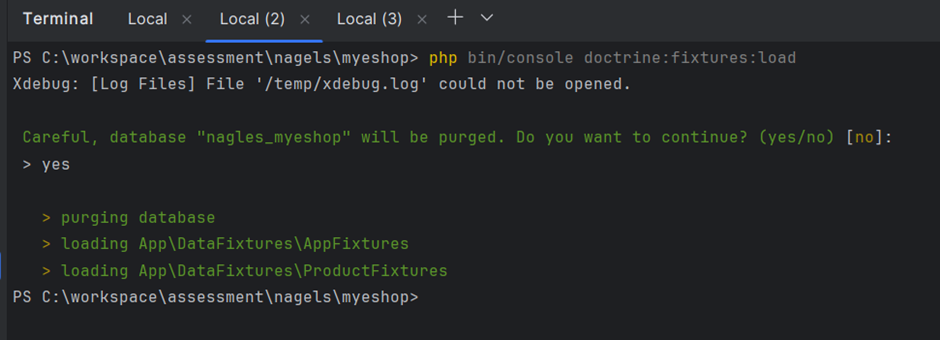 Terminal Local × Local (2) × Local (3) × +
PS C:\workspace\assessment\nagels\myeshop> php bin/console doctrine:fixtures:load
Xdebug: [Log Files] File '/temp/xdebug.log' could not be opened.
Careful, database "nagles_myeshop" will be purged. Do you want to continue? (yes/no) [no]:
> yes
> purging database
> loading App\DataFixtures\AppFixtures
> loading App\DataFixtures\ProductFixtures
PS C:\workspace\assessment\nagels\myeshop>